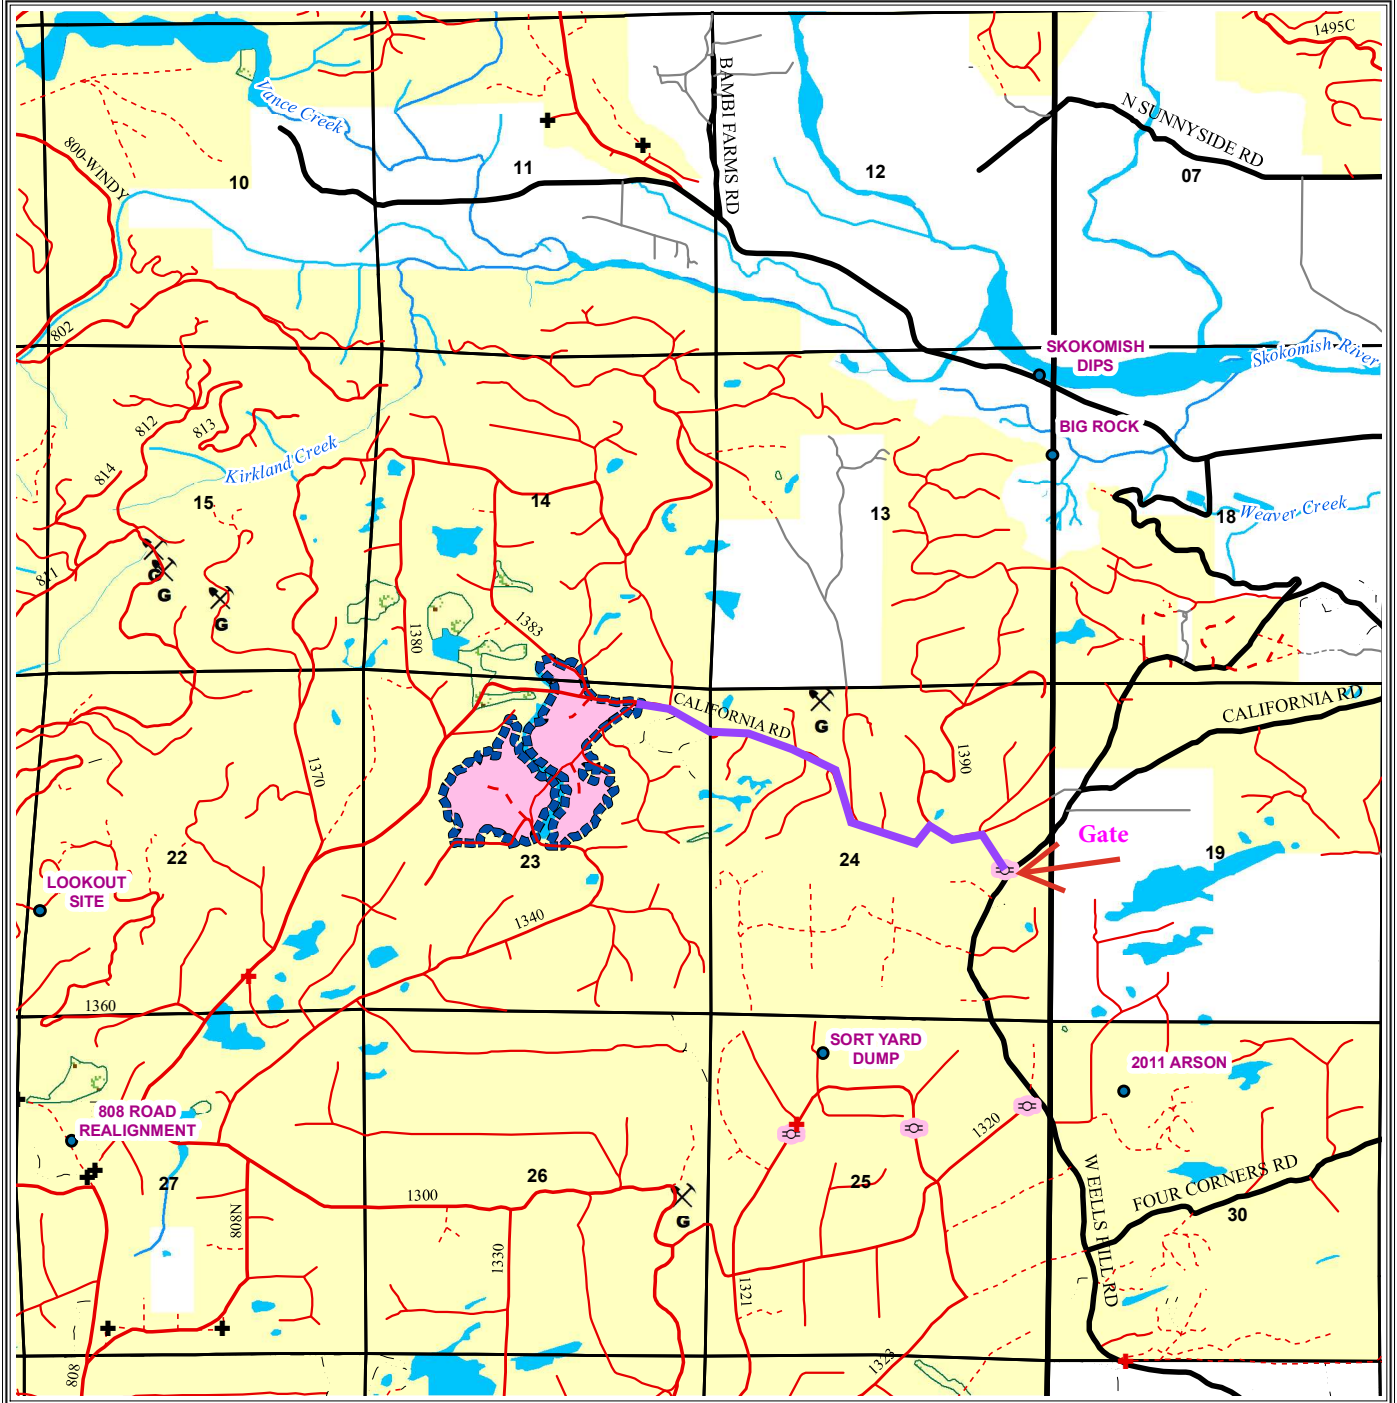 1495C
BAMBI FARMS RD
N SUNNYSIDE RD
Vance Creek
800-WINDY
10
11
12
07
802
SKOKOMISH
DIPS
Skokomish River
812
813
BIG ROCK
Kirkland Creek
814
15
14
13
18
Weaver Creek
811
G
G
G
1383
1380
CALIFORNIA RD
G
CALIFORNIA RD
1390
1370
Gate
22
23
24
19
LOOKOUT
SITE
1340
1360
SORT YARD
DUMP
2011 ARSON
808 ROAD
REALIGNMENT
1320
27
26
25
W EELLS HILL RD
FOUR CORNERS RD
30
1300
808N
G
1330
1321
1323
808